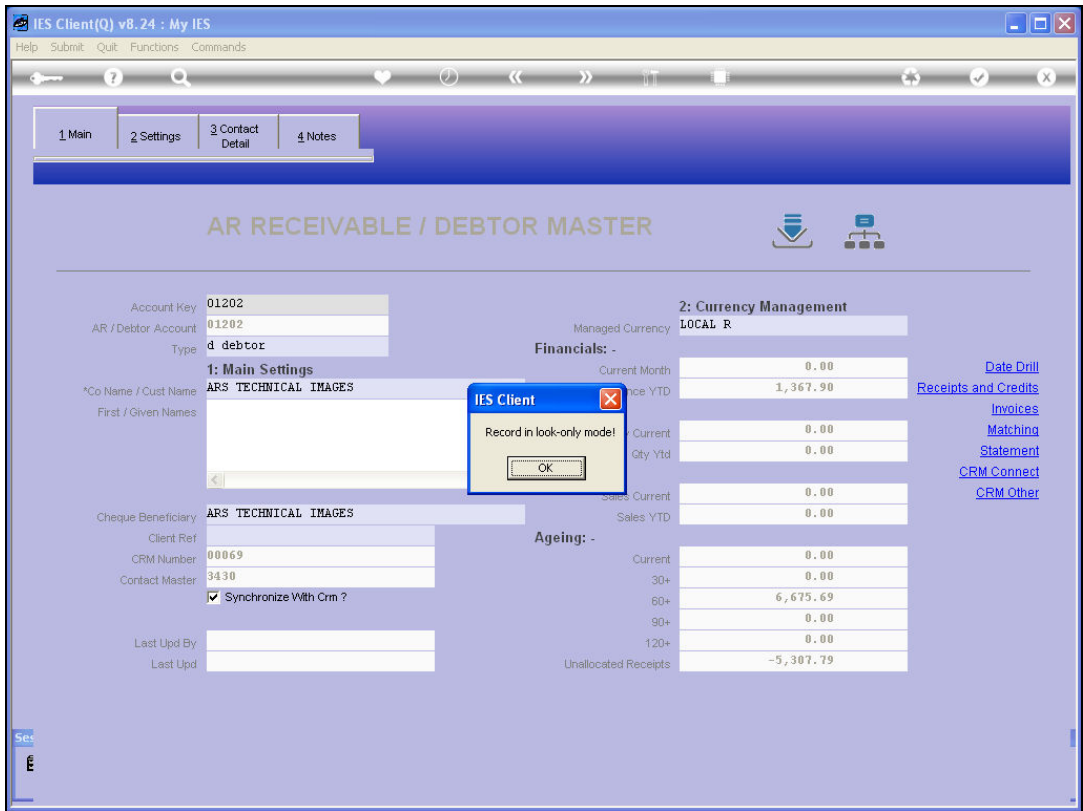 IES Client(Q) v8.24 : My IES
Help Submit Quit Functions Commands
1 Main
2 Settings
3 Contact Detail
4 Notes
AR RECEIVABLE / DEBTOR MASTER
Account Key 01202
AR / Debtor Account 01202
Type d debtor
1: Main Settings
*Co Name / Cust Name ARS TECHNICAL IMAGES
First / Given Names
Cheque Beneficiary ARS TECHNICAL IMAGES
Client Ref
CRM Number 00069
Contact Master 3430
Synchronize With Crm ?
Last Upd By
Last Upd
2: Currency Management
Managed Currency LOCAL R
Financials: -
Current Month 0.00
nce YTD 1,367.90
Current 0.00
Qty Ytd 0.00
Sales Current 0.00
Sales YTD 0.00
Ageing: -
Current 0.00
30+ 0.00
60+ 6,675.69
90+ 0.00
120+ 0.00
Unallocated Receipts -5,307.79
Date Drill
Receipts and Credits
Invoices
Matching
Statement
CRM Connect
CRM Other
IES Client
Record in look-only mode!
OK